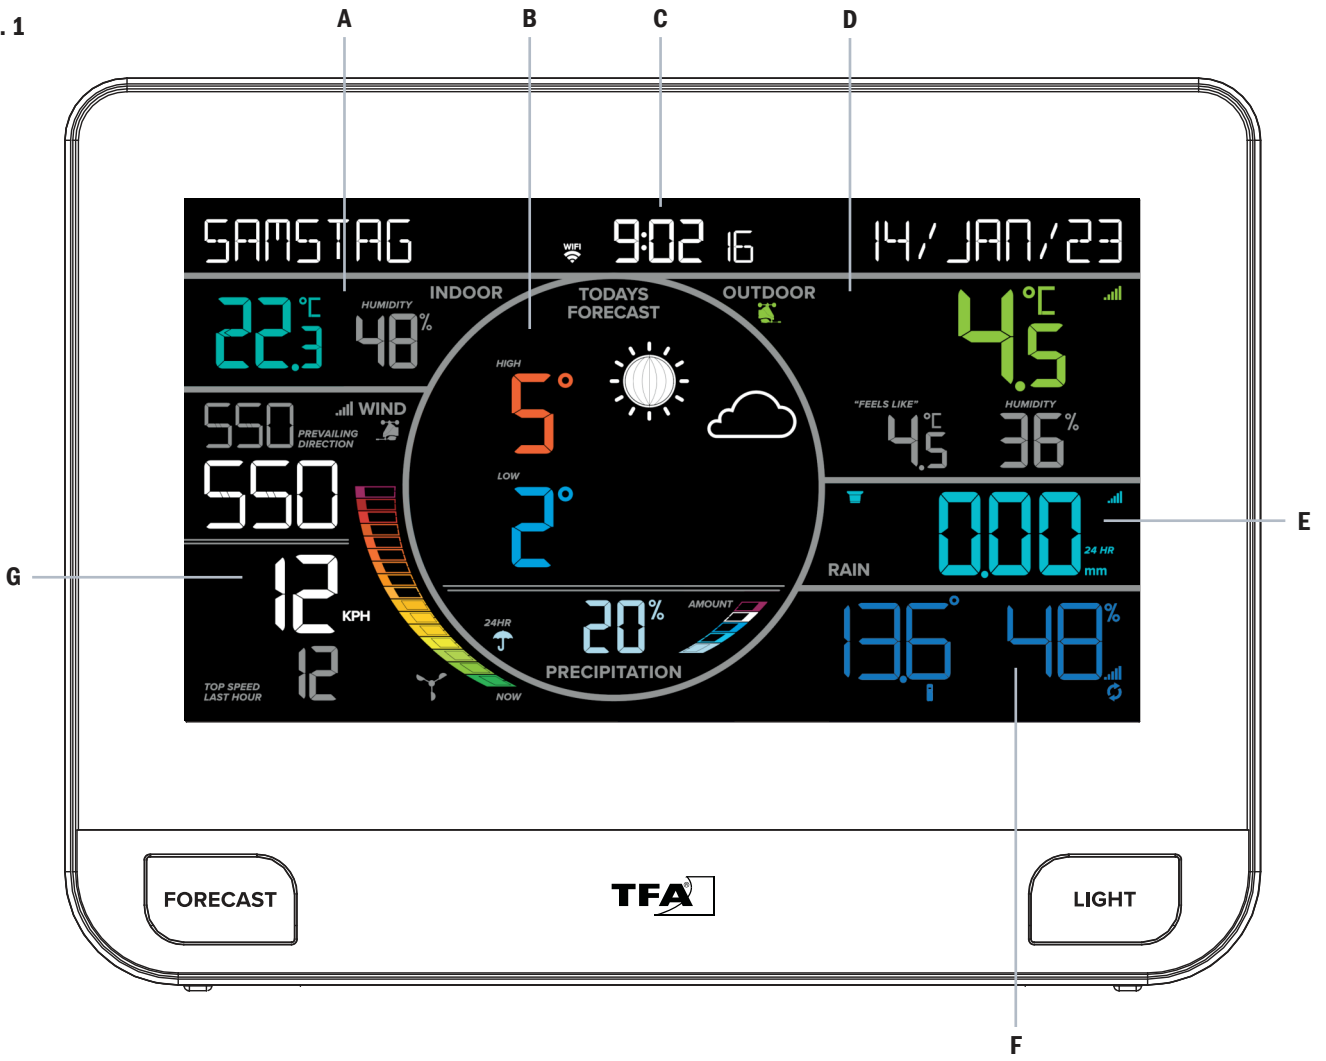 . 1
A B C D
SAMSTAG WIFI 9:02 16 14/JAN/23
22.3 °C HUMIDITY 48% INDOOR
TODAYS
FORECAST
OUTDOOR
4.5 °C
HIGH
5°
LOW
2°
"FEELS LIKE" 4.5 °C
HUMIDITY 36%
550 PREVAILING
DIRECTION
WIND
550
12 KPH
TOP SPEED
LAST HOUR
12
NOW
24HR
20%
AMOUNT
PRECIPITATION
RAIN
0.00 24 HR
mm
13.6° 48%
E
G
FORECAST
TFA®
LIGHT
F